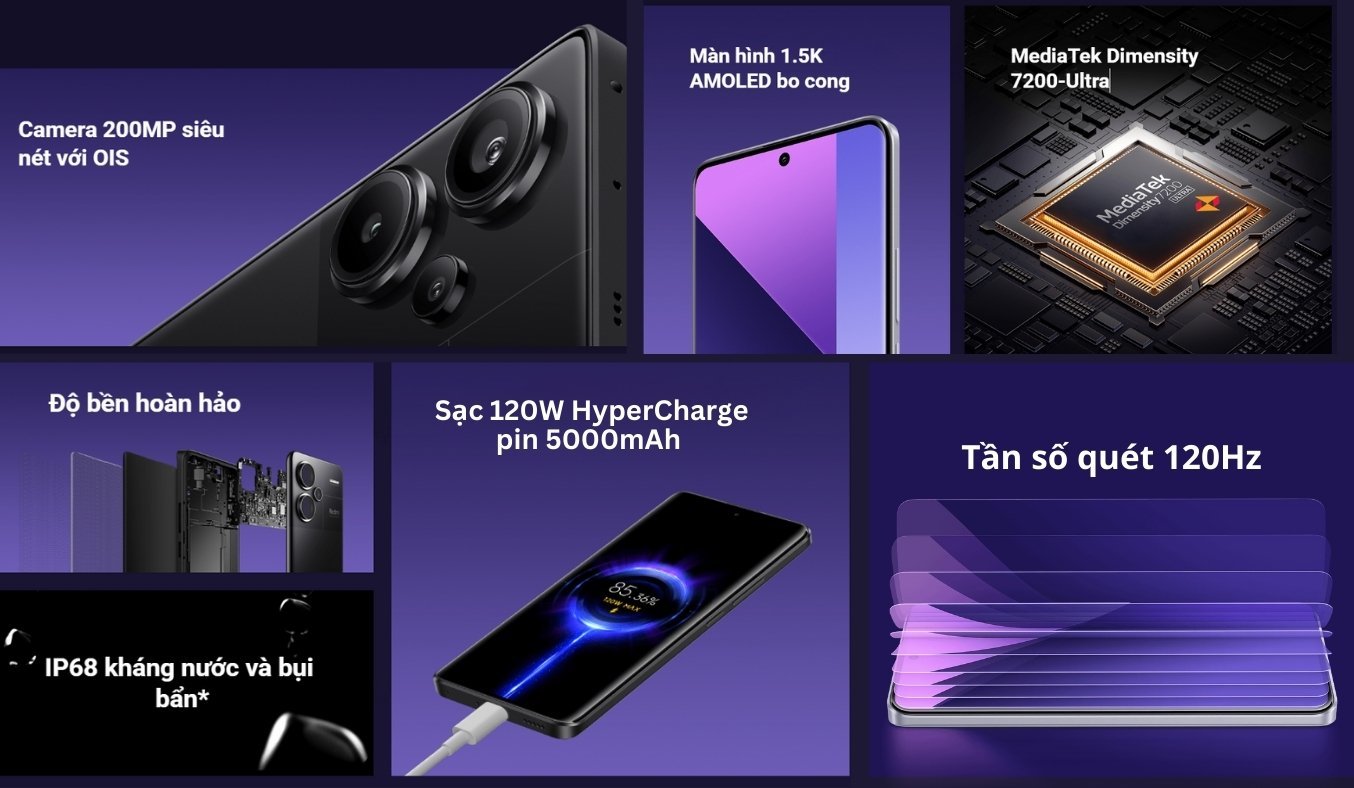 Camera 200MP siêu
nét với OIS
Màn hình 1.5K
AMOLED bo cong
MediaTek Dimensity
7200-Ultra
MediaTek
Dimensity 7200
ULTRA
Độ bền hoàn hảo
Redmi
Sạc 120W HyperCharge
pin 5000mAh
85.36%
120W MAX
Tần số quét 120Hz
IP68 kháng nước và bụi
bẩn*